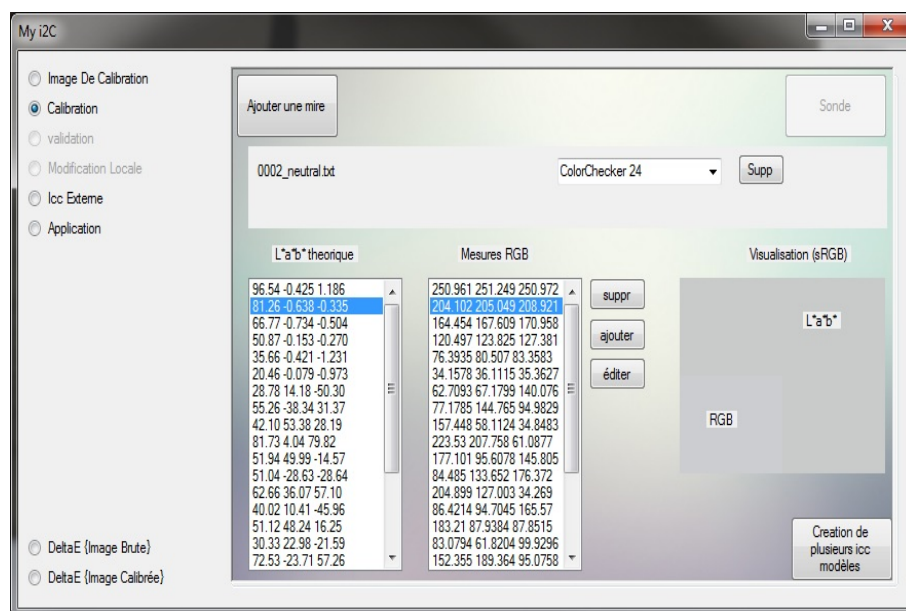 My i2C
Image De Calibration
Calibration
validation
Modification Locale
Icc Externe
Application
DeltaE {Image Brute}
DeltaE {Image Calibrée}
Ajouter une mire
Sonde
0002_neutral.txt
ColorChecker 24
Supp
L*a*b* theorique
96.54 -0.425 1.186
81.26 -0.638 -0.335
66.77 -0.734 -0.504
50.87 -0.153 -0.270
35.66 -0.421 -1.231
20.46 -0.079 -0.973
28.78 14.18 -50.30
55.26 -38.34 31.37
42.10 53.38 28.19
81.73 4.04 79.82
51.94 49.99 -14.57
51.04 -28.63 -28.64
62.66 36.07 57.10
40.02 10.41 -45.96
51.12 48.24 16.25
30.33 22.98 -21.59
72.53 -23.71 57.26
Mesures RGB
250.961 251.249 250.972
204.102 205.049 208.921
164.454 167.609 170.958
120.497 123.825 127.381
76.3935 80.507 83.3583
34.1578 36.1115 35.3627
62.7093 67.1799 140.076
77.1785 144.765 94.9829
157.448 58.1124 34.8483
223.53 207.758 61.0877
177.101 95.6078 145.805
84.485 133.652 176.372
204.899 127.003 34.269
86.4214 94.7045 165.57
183.21 87.9384 87.8515
83.0794 61.8204 99.9296
152.355 189.364 95.0758
suppr
ajouter
éditer
Visualisation (sRGB)
L*a*b*
RGB
Creation de
plusieurs icc
modèles